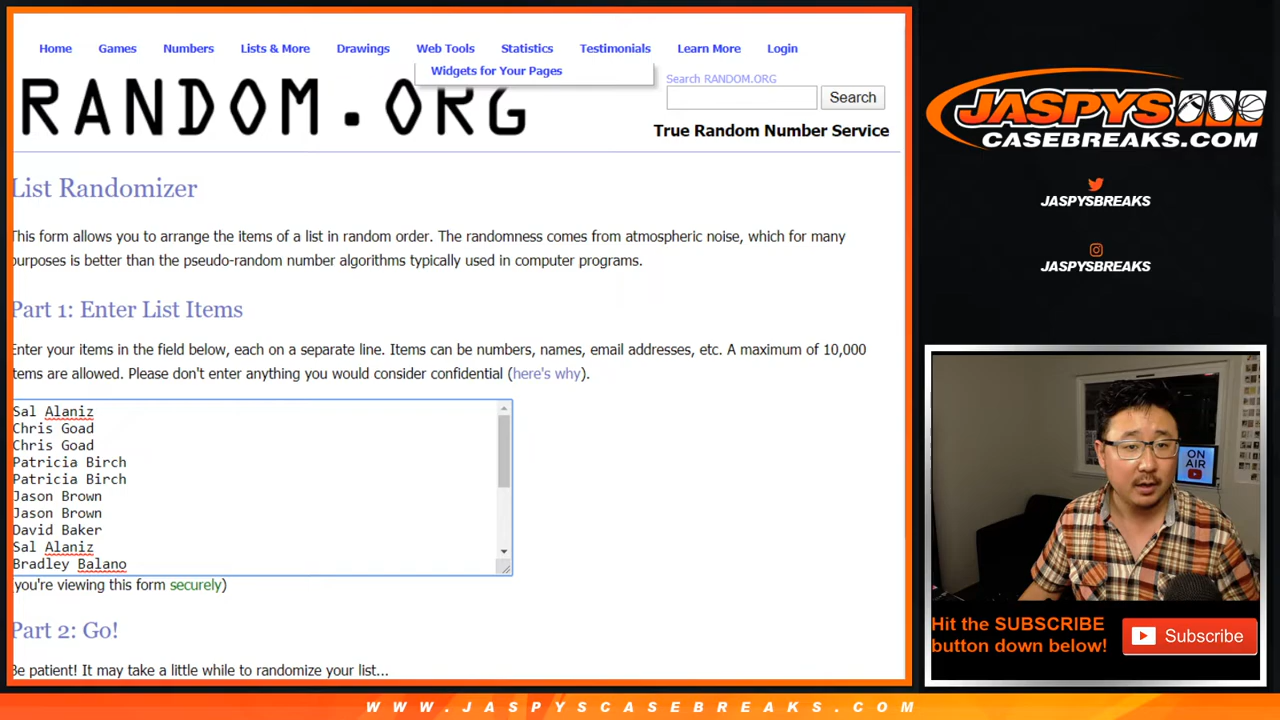 Home Games Numbers Lists & More Drawings Web Tools Statistics Testimonials Learn More Login
Widgets for Your Pages
Search RANDOM.ORG
RANDOM.ORG
Search
True Random Number Service
List Randomizer
This form allows you to arrange the items of a list in random order. The randomness comes from atmospheric noise, which for many
purposes is better than the pseudo-random number algorithms typically used in computer programs.
Part 1: Enter List Items
Enter your items in the field below, each on a separate line. Items can be numbers, names, email addresses, etc. A maximum of 10,000
items are allowed. Please don't enter anything you would consider confidential (here's why).
Sal Alaniz
Chris Goad
Chris Goad
Patricia Birch
Patricia Birch
Jason Brown
Jason Brown
David Baker
Sal Alaniz
Bradley Balano
(you're viewing this form securely)
Part 2: Go!
Be patient! It may take a little while to randomize your list...
JASPYS
CASEBREAKS.COM
JASPYSBREAKS
JASPYSBREAKS
ON
AIR
Hit the SUBSCRIBE
button down below!
Subscribe
WWW.JASPYSCASEBREAKS.COM